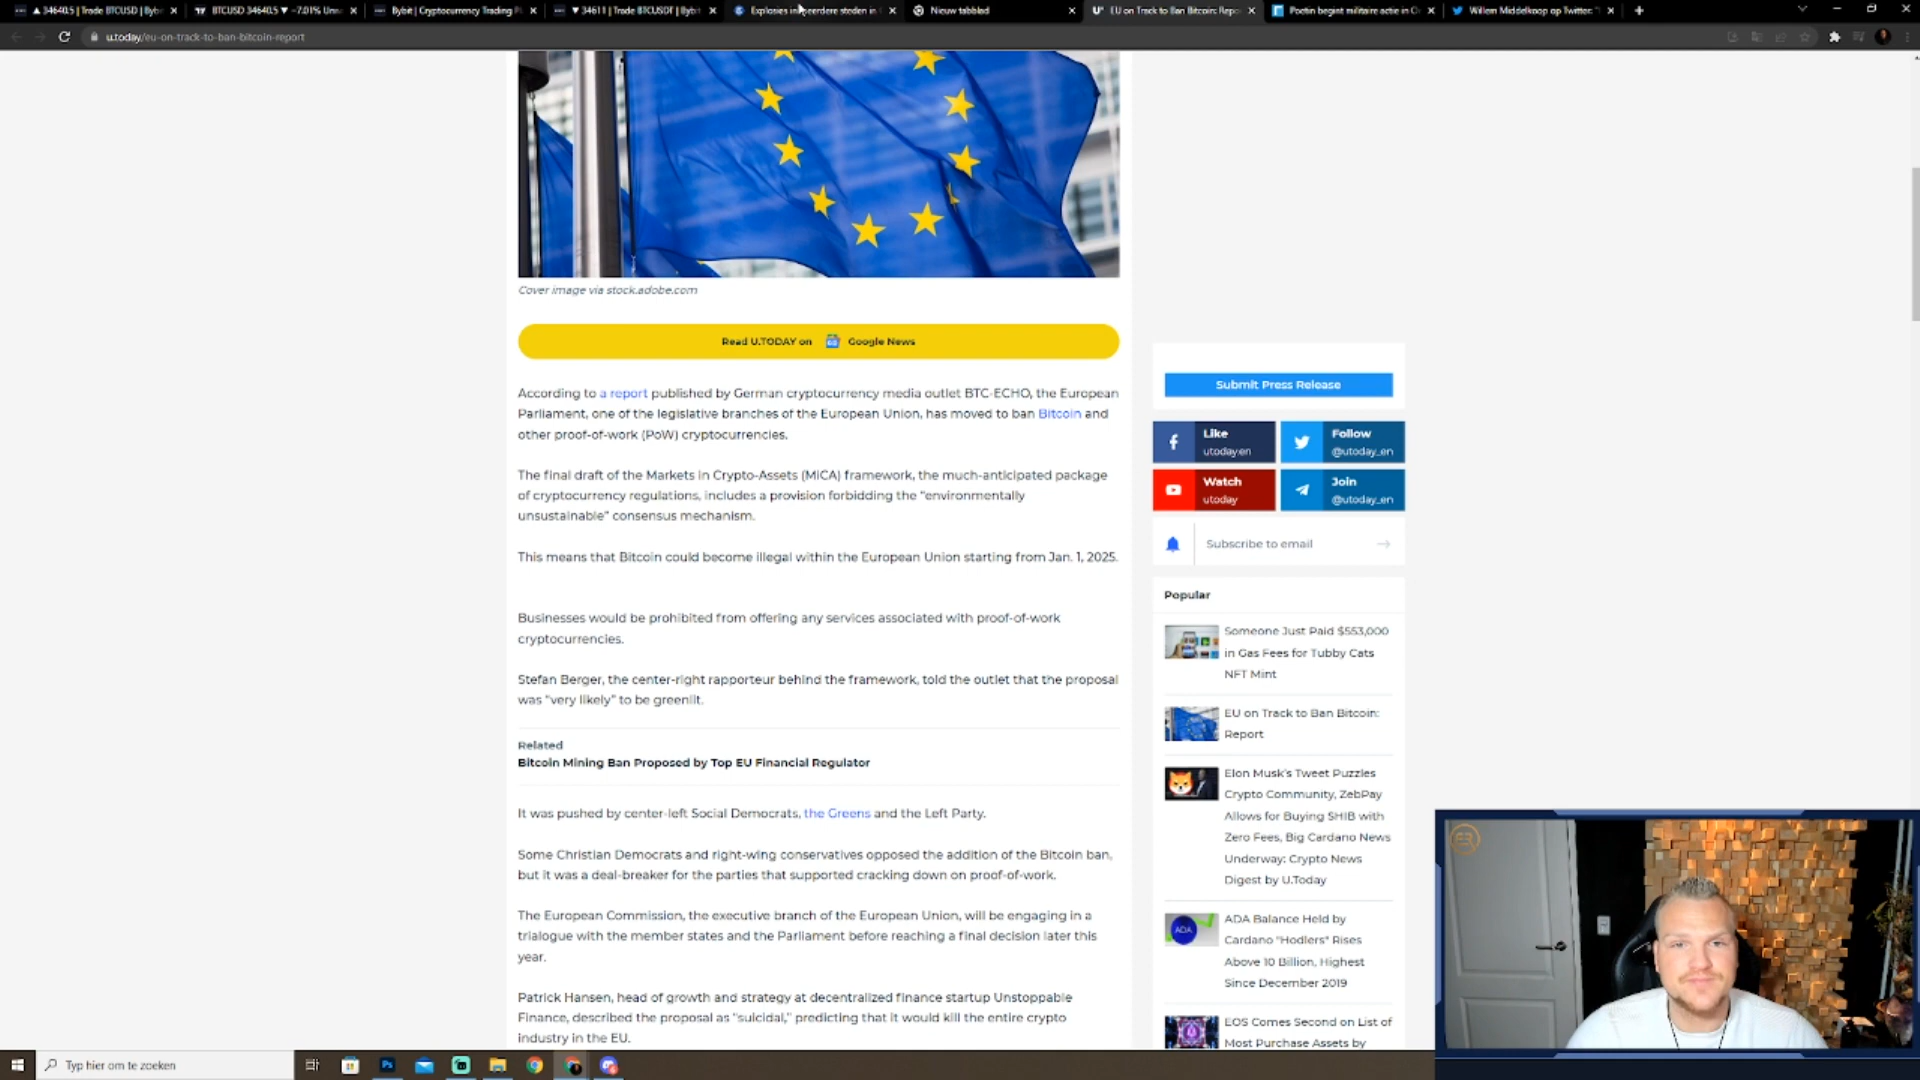 ▲ 34640.5 | Trade BTCUSD | Byb
BTCUSD 34640.5 ▼ −7.01% Unn
Bybit | Cryptocurrency Trading Pl
▼ 34611 | Trade BTCUSDT | Bybi
Nieuw tabblad
EU on Track to Ban Bitcoin: Repo
Poetin begint militaire actie in O
Willem Middelkoop op Twitter: "
u.today/eu-on-track-to-ban-bitcoin-report
Cover image via stock.adobe.com
Read U.TODAY on Google News
According to a report published by German cryptocurrency media outlet BTC-ECHO, the European
Parliament, one of the legislative branches of the European Union, has moved to ban Bitcoin and
other proof-of-work (PoW) cryptocurrencies.
The final draft of the Markets in Crypto-Assets (MiCA) framework, the much-anticipated package
of cryptocurrency regulations, includes a provision forbidding the "environmentally
unsustainable" consensus mechanism.
This means that Bitcoin could become illegal within the European Union starting from Jan. 1, 2025.
Businesses would be prohibited from offering any services associated with proof-of-work
cryptocurrencies.
Stefan Berger, the center-right rapporteur behind the framework, told the outlet that the proposal
was "very likely" to be greenlit.
Related
Bitcoin Mining Ban Proposed by Top EU Financial Regulator
It was pushed by center-left Social Democrats, the Greens and the Left Party.
Some Christian Democrats and right-wing conservatives opposed the addition of the Bitcoin ban,
but it was a deal-breaker for the parties that supported cracking down on proof-of-work.
The European Commission, the executive branch of the European Union, will be engaging in a
trialogue with the member states and the Parliament before reaching a final decision later this
year.
Patrick Hansen, head of growth and strategy at decentralized finance startup Unstoppable
Finance, described the proposal as "suicidal," predicting that it would kill the entire crypto
industry in the EU.
Submit Press Release
Like
utoday.en
Follow
@utoday_en
Watch
utoday
Join
@utoday_en
Subscribe to email
Popular
Someone Just Paid $553,000
in Gas Fees for Tubby Cats
NFT Mint
EU on Track to Ban Bitcoin:
Report
Elon Musk's Tweet Puzzles
Crypto Community, ZebPay
Allows for Buying SHIB with
Zero Fees, Big Cardano News
Underway: Crypto News
Digest by U.Today
ADA
ADA Balance Held by
Cardano "Hodlers" Rises
Above 10 Billion, Highest
Since December 2019
EOS Comes Second on List of
Most Purchase Assets by
Typ hier om te zoeken